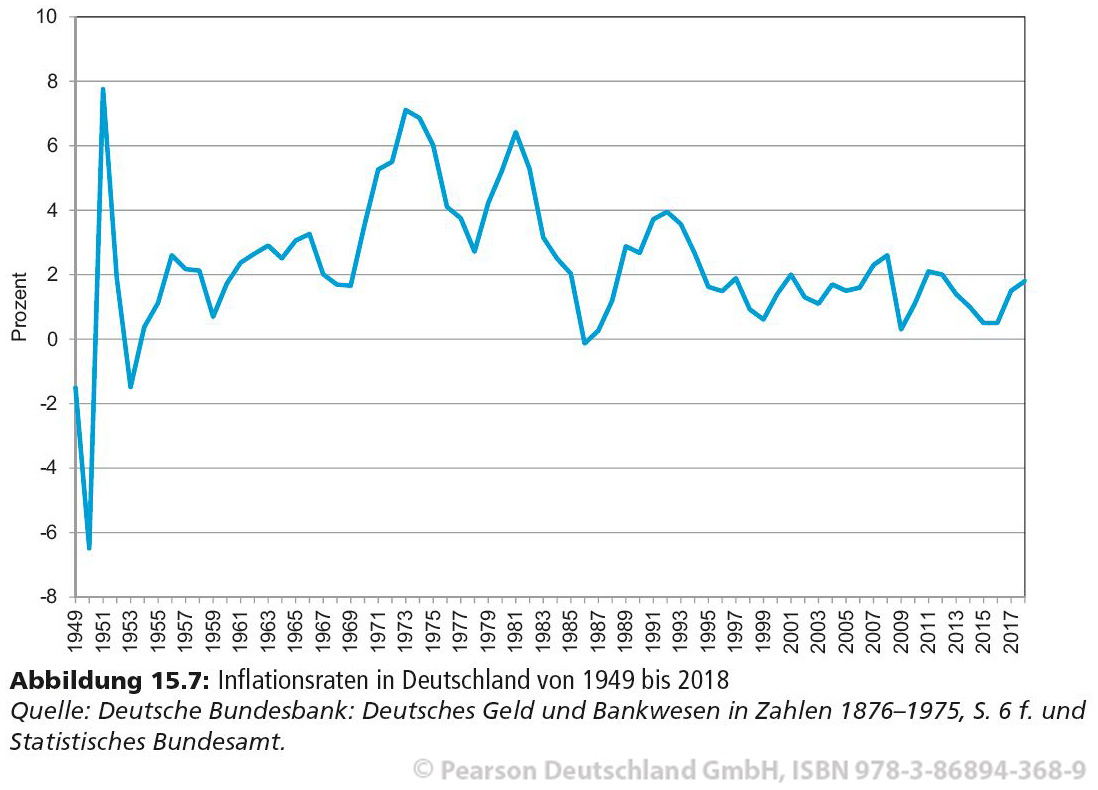 10
8
6
4
2
0
-2
-4
-6
-8
Prozent
1949 1951 1953 1955 1957 1959 1961 1963 1965 1967 1969 1971 1973 1975 1977 1979 1981 1983 1985 1987 1989 1991 1993 1995 1997 1999 2001 2003 2005 2007 2009 2011 2013 2015 2017
Abbildung 15.7: Inflationsraten in Deutschland von 1949 bis 2018
Quelle: Deutsche Bundesbank: Deutsches Geld und Bankwesen in Zahlen 1876–1975, S. 6 f. und
Statistisches Bundesamt.
© Pearson Deutschland GmbH, ISBN 978-3-86894-368-9